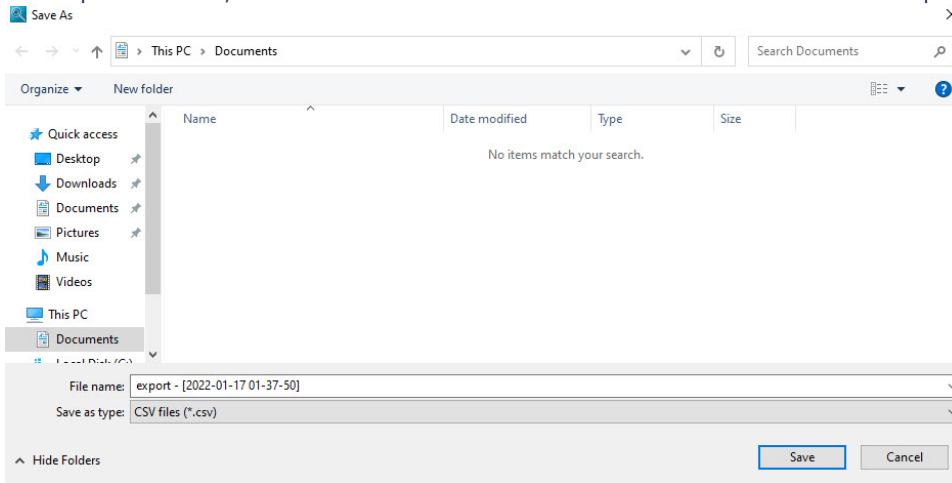 Save As
This PC › Documents
Search Documents
Organize
New folder
Name
Date modified
Type
Size
No items match your search.
Quick access
Desktop
Downloads
Documents
Pictures
Music
Videos
This PC
Documents
File name: export - [2022-01-17 01-37-50]
Save as type: CSV files (*.csv)
Hide Folders
Save
Cancel